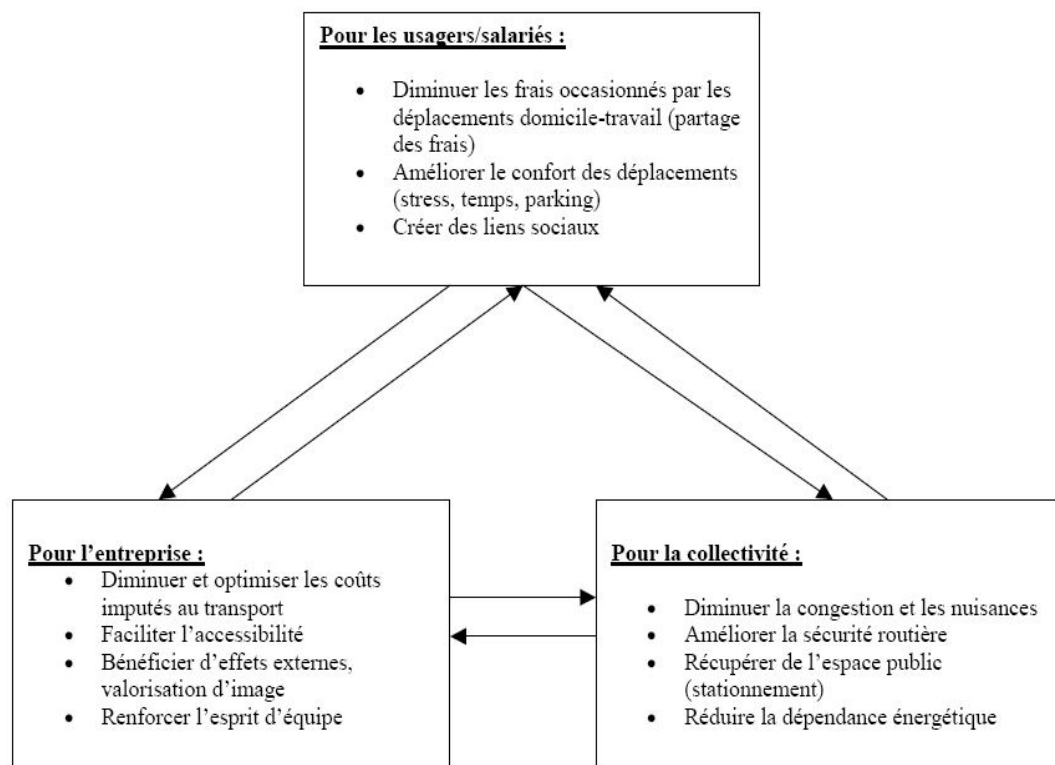 Pour les usagers/salariés :
• Diminuer les frais occasionnés par les
déplacements domicile-travail (partage
des frais)
• Améliorer le confort des déplacements
(stress, temps, parking)
• Créer des liens sociaux
Pour l’entreprise :
• Diminuer et optimiser les coûts
imputés au transport
• Faciliter l’accessibilité
• Bénéficier d’effets externes,
valorisation d’image
• Renforcer l’esprit d’équipe
Pour la collectivité :
• Diminuer la congestion et les nuisances
• Améliorer la sécurité routière
• Récupérer de l’espace public
(stationnement)
• Réduire la dépendance énergétique